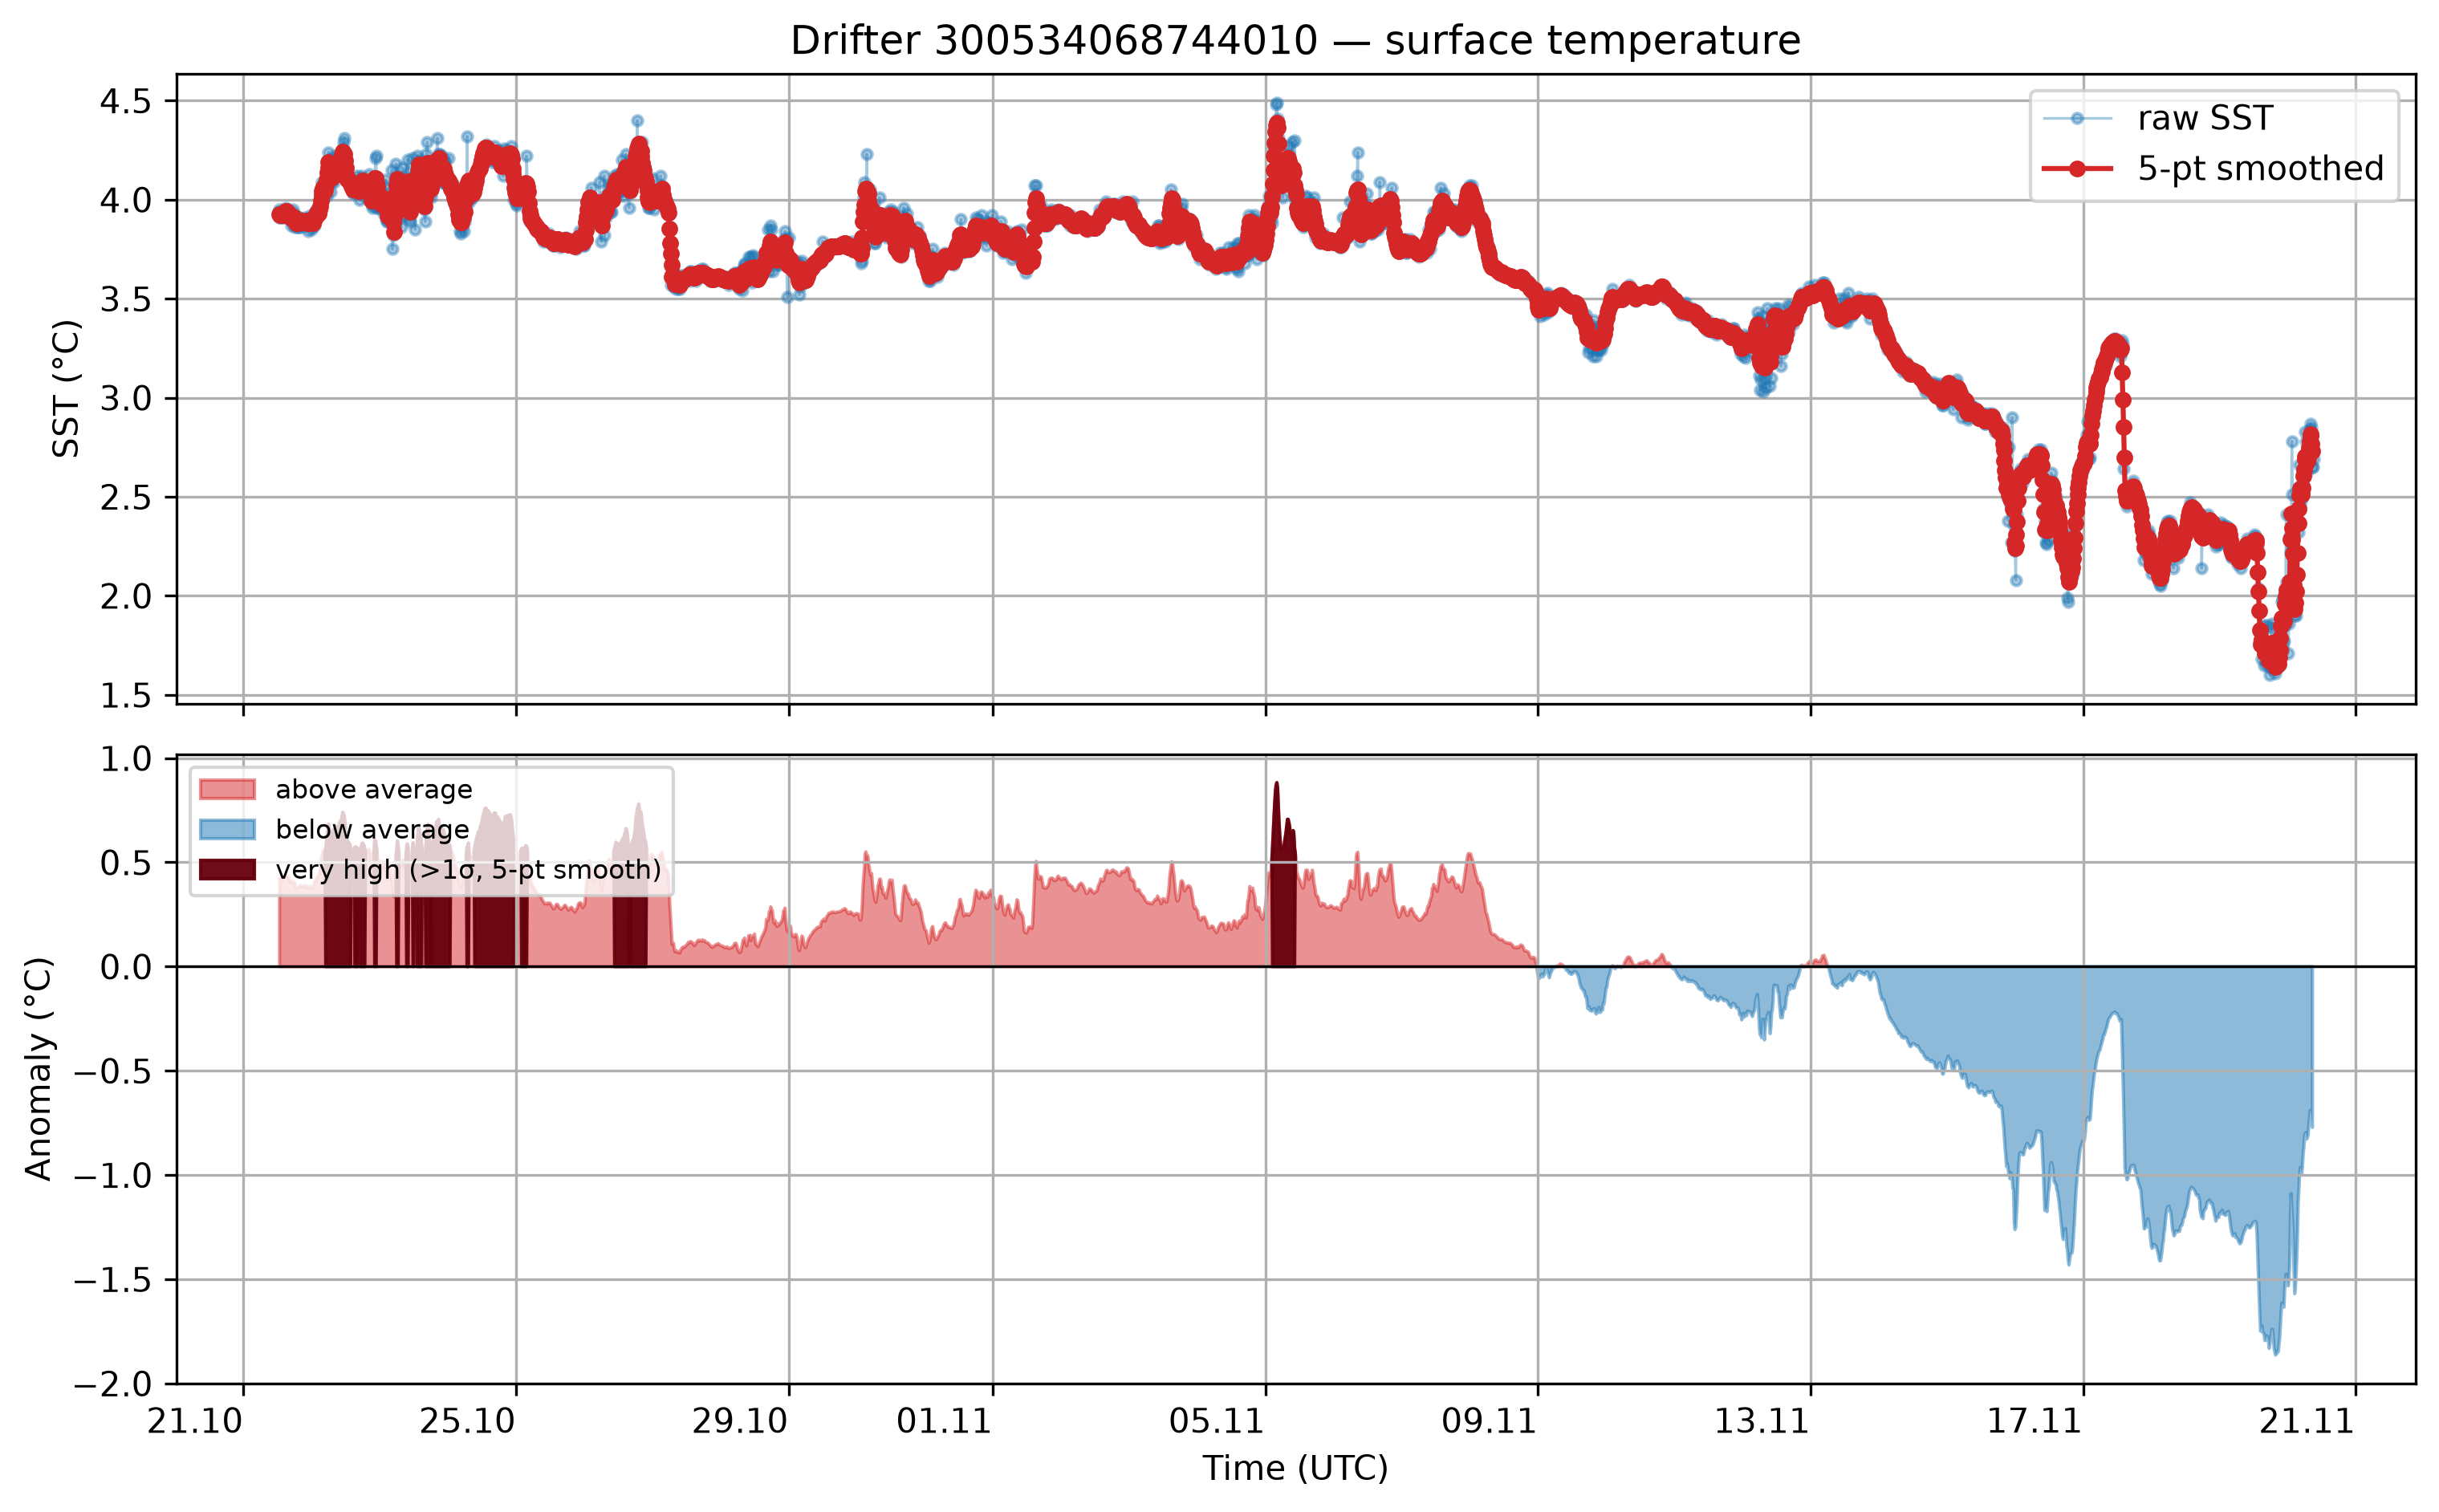 Drifter 300534068744010 — surface temperature
4.5
4.0
3.5
3.0
2.5
2.0
1.5
SST (°C)
raw SST
5-pt smoothed
1.0
0.5
0.0
−0.5
−1.0
−1.5
−2.0
Anomaly (°C)
above average
below average
very high (>1σ, 5-pt smooth)
21.10 25.10 29.10 01.11 05.11 09.11 13.11 17.11 21.11
Time (UTC)